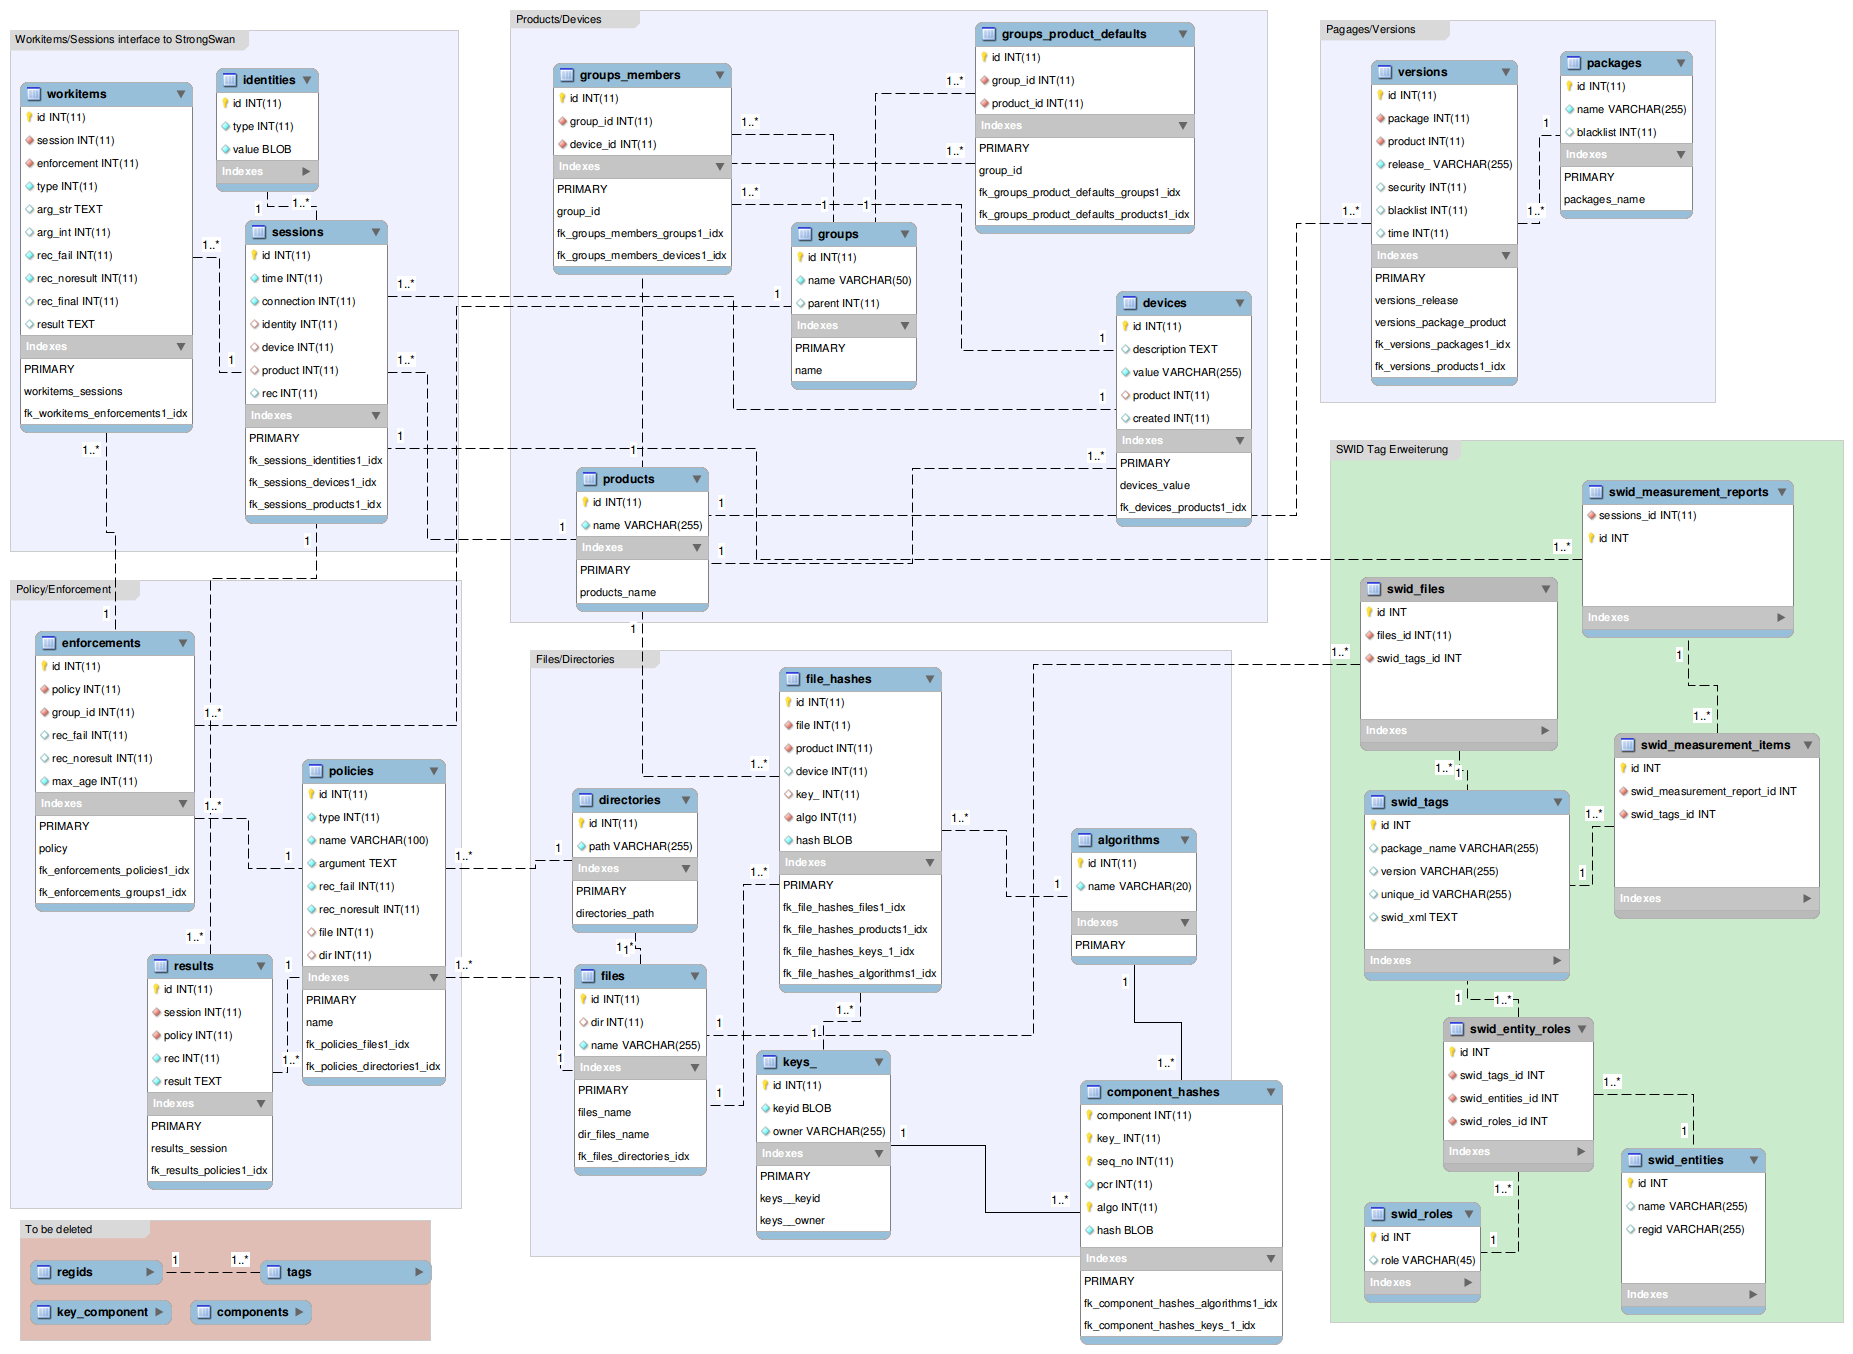 Workitems/Sessions interface to StrongSwan
workitems
id INT(11)
session INT(11)
enforcement INT(11)
type INT(11)
arg_str TEXT
arg_int INT(11)
rec_fail INT(11)
rec_noresult INT(11)
rec_final INT(11)
result TEXT
Indexes
PRIMARY
workitems_sessions
fk_workitems_enforcements1_idx
1..*
1..*
1
identities
id INT(11)
type INT(11)
value BLOB
Indexes
1
1..*
sessions
id INT(11)
time INT(11)
connection INT(11)
identity INT(11)
device INT(11)
product INT(11)
rec INT(11)
Indexes
PRIMARY
fk_sessions_identities1_idx
fk_sessions_devices1_idx
fk_sessions_products1_idx
1..*
1..*
1
1
Products/Devices
groups_members
id INT(11)
group_id INT(11)
device_id INT(11)
Indexes
PRIMARY
group_id
fk_groups_members_groups1_idx
fk_groups_members_devices1_idx
1..*
1..*
groups_product_defaults
id INT(11)
group_id INT(11)
product_id INT(11)
Indexes
PRIMARY
group_id
fk_groups_product_defaults_groups1_idx
fk_groups_product_defaults_products1_idx
1..*
1..*
1
1
groups
id INT(11)
name VARCHAR(50)
parent INT(11)
Indexes
PRIMARY
name
1
devices
id INT(11)
description TEXT
value VARCHAR(255)
product INT(11)
created INT(11)
Indexes
PRIMARY
devices_value
fk_devices_products1_idx
1
1
1..*
1
products
id INT(11)
name VARCHAR(255)
Indexes
PRIMARY
products_name
1
1
1
1
Pagages/Versions
versions
id INT(11)
package INT(11)
product INT(11)
release_ VARCHAR(255)
security INT(11)
blacklist INT(11)
time INT(11)
Indexes
PRIMARY
versions_release
versions_package_product
fk_versions_packages1_idx
fk_versions_products1_idx
1..*
1..*
1
packages
id INT(11)
name VARCHAR(255)
blacklist INT(11)
Indexes
PRIMARY
packages_name
Policy/Enforcement
1
enforcements
id INT(11)
policy INT(11)
group_id INT(11)
rec_fail INT(11)
rec_noresult INT(11)
max_age INT(11)
Indexes
PRIMARY
policy
fk_enforcements_policies1_idx
fk_enforcements_groups1_idx
1..*
1..*
1
policies
id INT(11)
type INT(11)
name VARCHAR(100)
argument TEXT
rec_fail INT(11)
rec_noresult INT(11)
file INT(11)
dir INT(11)
Indexes
PRIMARY
name
fk_policies_files1_idx
fk_policies_directories1_idx
1..*
1..*
1..*
results
id INT(11)
session INT(11)
policy INT(11)
rec INT(11)
result TEXT
Indexes
PRIMARY
results_session
fk_results_policies1_idx
1
1..*
Files/Directories
file_hashes
id INT(11)
file INT(11)
product INT(11)
device INT(11)
key_ INT(11)
algo INT(11)
hash BLOB
Indexes
PRIMARY
fk_file_hashes_files1_idx
fk_file_hashes_products1_idx
fk_file_hashes_keys_1_idx
fk_file_hashes_algorithms1_idx
1..*
1..*
1..*
1..*
directories
id INT(11)
path VARCHAR(255)
Indexes
PRIMARY
directories_path
1
1
1..*
files
id INT(11)
dir INT(11)
name VARCHAR(255)
Indexes
PRIMARY
files_name
dir_files_name
fk_files_directories_idx
1
1
1
1
keys_
id INT(11)
keyid BLOB
owner VARCHAR(255)
Indexes
PRIMARY
keys__keyid
keys__owner
1
algorithms
id INT(11)
name VARCHAR(20)
Indexes
PRIMARY
1
1
1..*
1..*
component_hashes
component INT(11)
key_ INT(11)
seq_no INT(11)
pcr INT(11)
algo INT(11)
hash BLOB
Indexes
PRIMARY
fk_component_hashes_algorithms1_idx
fk_component_hashes_keys_1_idx
SWID Tag Erweiterung
swid_measurement_reports
sessions_id INT(11)
id INT
Indexes
1..*
1
1..*
swid_files
id INT
files_id INT(11)
swid_tags_id INT
Indexes
1..*
1..*
1
swid_measurement_items
id INT
swid_measurement_report_id INT
swid_tags_id INT
Indexes
1..*
1
swid_tags
id INT
package_name VARCHAR(255)
version VARCHAR(255)
unique_id VARCHAR(255)
swid_xml TEXT
Indexes
1
1..*
swid_entity_roles
id INT
swid_tags_id INT
swid_entities_id INT
swid_roles_id INT
Indexes
1..*
1
1..*
1
swid_entities
id INT
name VARCHAR(255)
regid VARCHAR(255)
Indexes
swid_roles
id INT
role VARCHAR(45)
Indexes
To be deleted
regids
1
1..*
tags
key_component
components